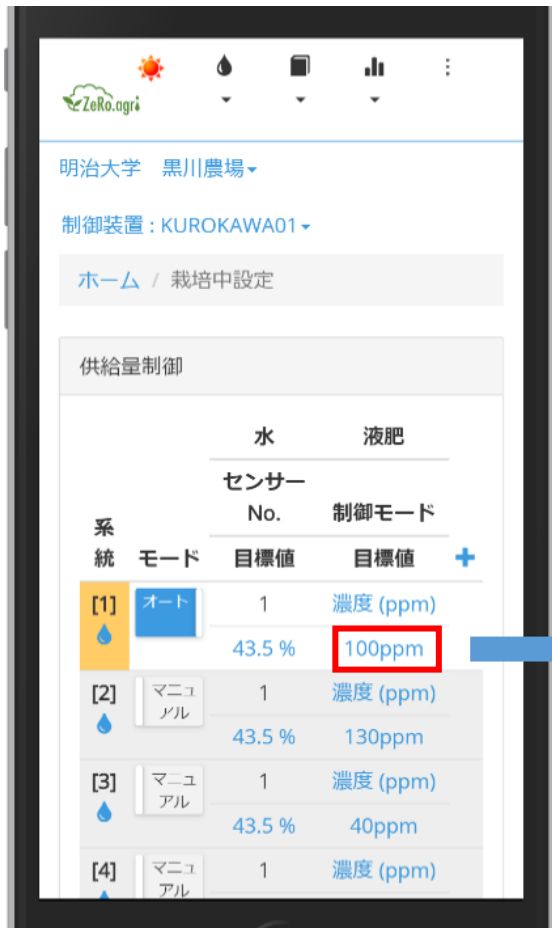 ZeRo.agri
明治大学 黒川農場
制御装置 : KUROKAWA01
ホーム / 栽培中設定
供給量制御
水 液肥
センサー
No. 制御モード
系
統 モード 目標値 目標値 +
[1] オート 1 濃度 (ppm)
43.5 % 100ppm
[2] マニュ
アル 1 濃度 (ppm)
43.5 % 130ppm
[3] マニュ
アル 1 濃度 (ppm)
43.5 % 40ppm
[4] マニュ
アル 1 濃度 (ppm)